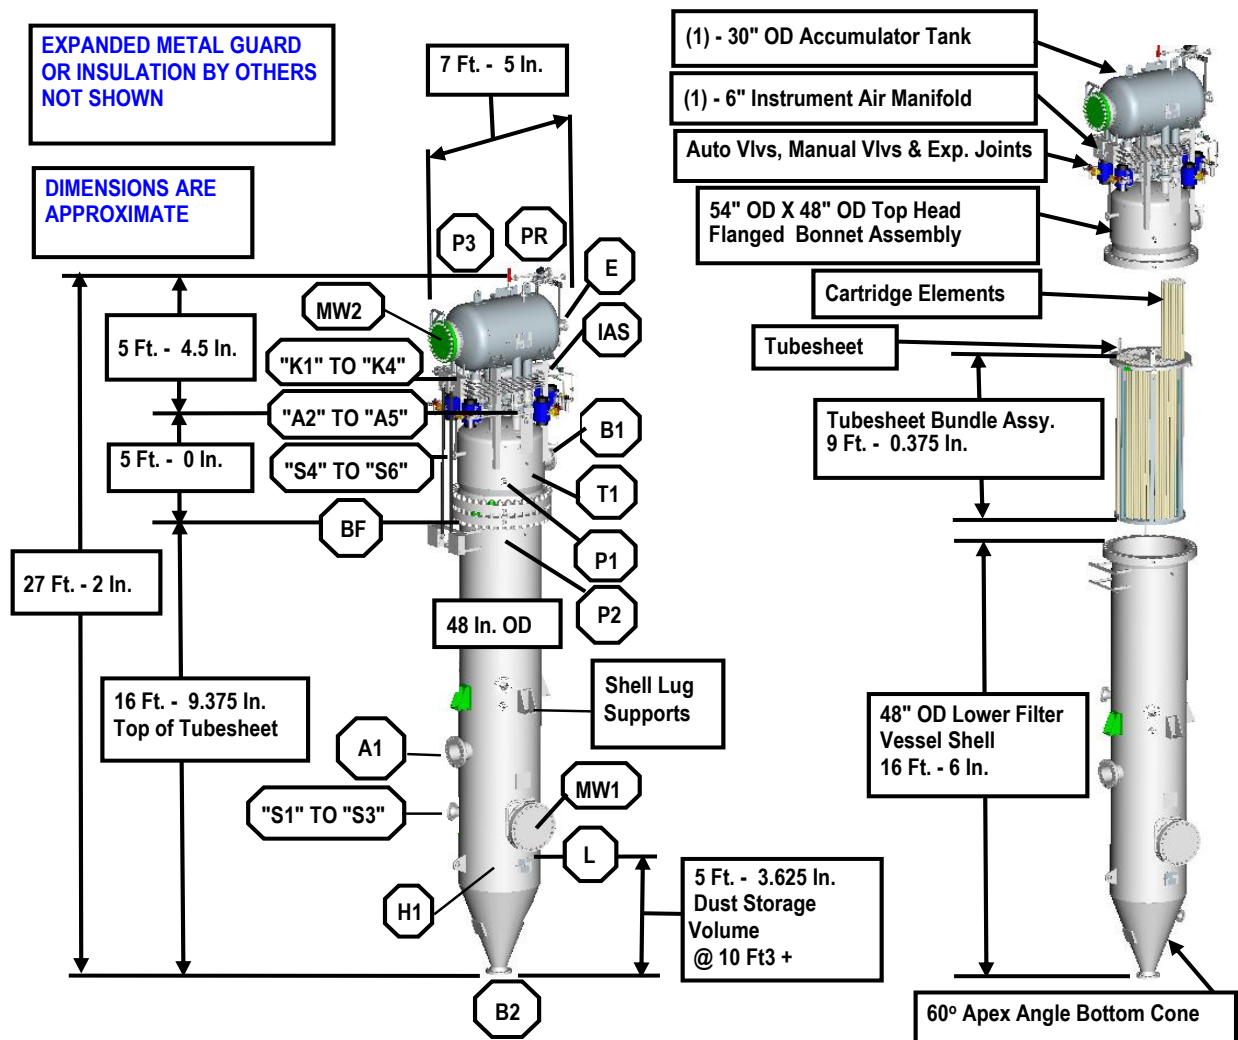 EXPANDED METAL GUARD
OR INSULATION BY OTHERS
NOT SHOWN
DIMENSIONS ARE
APPROXIMATE
7 Ft. - 5 In.
P3
PR
E
MW2
IAS
5 Ft. - 4.5 In.
"K1" TO "K4"
"A2" TO "A5"
B1
5 Ft. - 0 In.
"S4" TO "S6"
T1
BF
P1
27 Ft. - 2 In.
P2
48 In. OD
16 Ft. - 9.375 In.
Top of Tubesheet
Shell Lug
Supports
A1
MW1
"S1" TO "S3"
L
H1
5 Ft. - 3.625 In.
Dust Storage
Volume
@ 10 Ft3 +
B2
(1) - 30" OD Accumulator Tank
(1) - 6" Instrument Air Manifold
Auto Vlvs, Manual Vlvs & Exp. Joints
54" OD X 48" OD Top Head
Flanged Bonnet Assembly
Cartridge Elements
Tubesheet
Tubesheet Bundle Assy.
9 Ft. - 0.375 In.
48" OD Lower Filter
Vessel Shell
16 Ft. - 6 In.
60º Apex Angle Bottom Cone